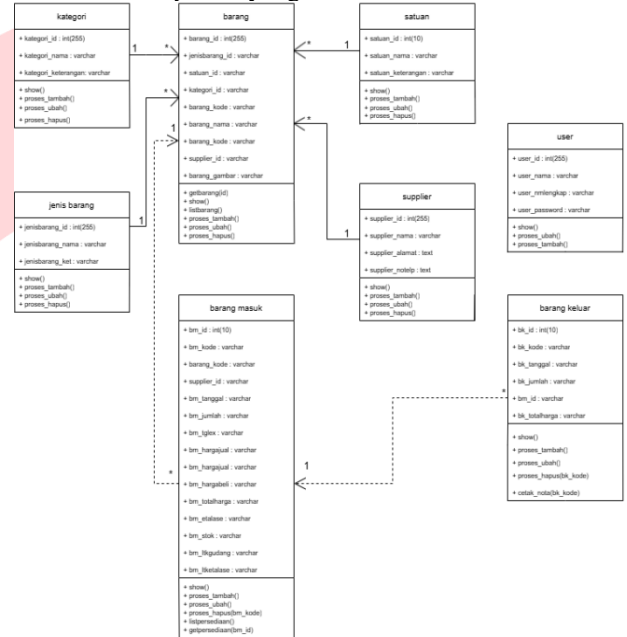 kategori
+ kategori_id : int(255)
+ kategori_nama : varchar
+ kategori_keterangan: varchar
+ show()
+ proses_tambah()
+ proses_ubah()
+ proses_hapus()
1
*
barang
+ barang_id : int(255)
+ jenisbarang_id : varchar
+ satuan_id : varchar
+ kategori_id : varchar
+ barang_kode : varchar
+ barang_nama : varchar
+ barang_kode : varchar
+ supplier_id : varchar
+ barang_gambar : varchar
+ getbarang(id)
+ show()
+ listbarang()
+ proses_tambah()
+ proses_ubah()
+ proses_hapus()
*
1
satuan
+ satuan_id : int(10)
+ satuan_nama : varchar
+ satuan_keterangan : varchar
+ show()
+ proses_tambah()
+ proses_ubah()
+ proses_hapus()
*
1
*
user
+ user_id : int(255)
+ user_nama : varchar
+ user_nmlengkap : varchar
+ user_password : varchar
+ show()
+ proses_ubah()
+ proses_tambah()
jenis barang
+ jenisbarang_id : int(255)
+ jenisbarang_nama : varchar
+ jenisbarang_ket : varchar
+ show()
+ proses_tambah()
+ proses_ubah()
+ proses_hapus()
1
1
supplier
+ supplier_id : int(255)
+ supplier_nama : varchar
+ supplier_alamat : text
+ supplier_notelp : text
+ show()
+ proses_tambah()
+ proses_ubah()
+ proses_hapus()
barang masuk
+ bm_id : int(10)
+ bm_kode : varchar
+ barang_kode : varchar
+ supplier_id : varchar
+ bm_tanggal : varchar
+ bm_jumlah : varchar
+ bm_tglex : varchar
+ bm_hargajual : varchar
+ bm_hargajual : varchar
+ bm_hargabeli : varchar
+ bm_totalharga : varchar
+ bm_etalase : varchar
+ bm_stok : varchar
+ bm_llkgudang : varchar
+ bm_llketalase : varchar
+ show()
+ proses_tambah()
+ proses_ubah()
+ proses_hapus(bm_kode)
+ listpersediaan()
+ getpersediaan(bm_id)
*
1
*
barang keluar
+ bk_id : int(10)
+ bk_kode : varchar
+ bk_tanggal : varchar
+ bk_jumlah : varchar
+ bm_id : varchar
+ bk_totalharga : varchar
+ show()
+ proses_tambah()
+ proses_ubah()
+ proses_hapus(bk_kode)
+ cetak_nota(bk_kode)